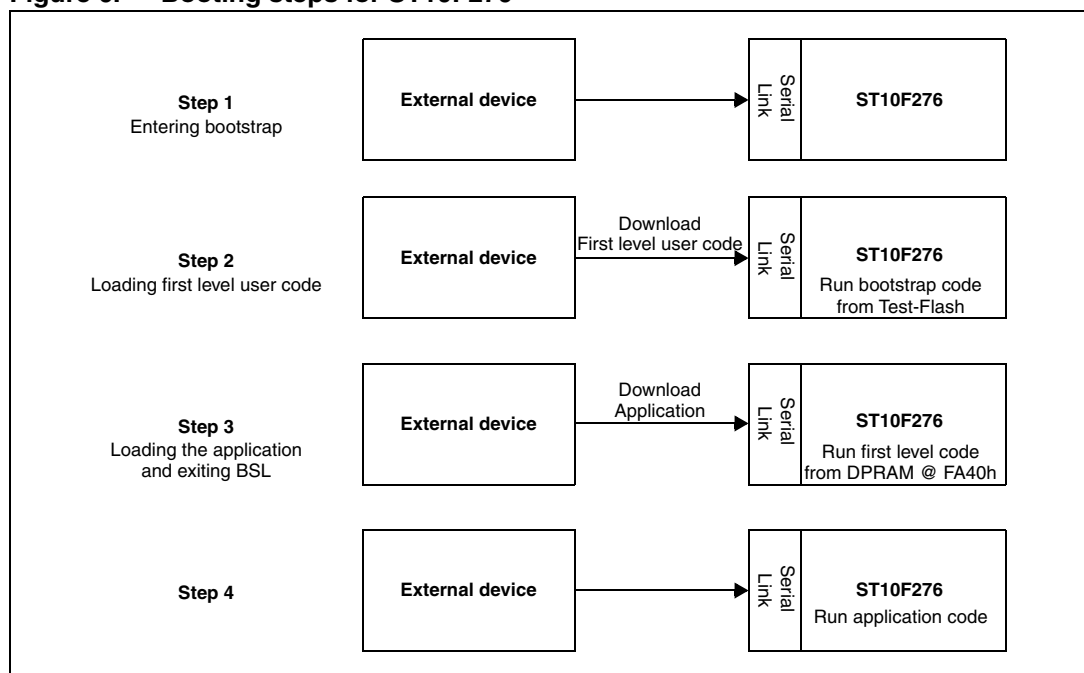 Step 1
Entering bootstrap
External device
Serial
Link
ST10F276
Step 2
Loading first level user code
External device
Download
First level user code
Serial
Link
ST10F276
Run bootstrap code
from Test-Flash
Step 3
Loading the application
and exiting BSL
External device
Download
Application
Serial
Link
ST10F276
Run first level code
from DPRAM @ FA40h
Step 4
External device
Serial
Link
ST10F276
Run application code